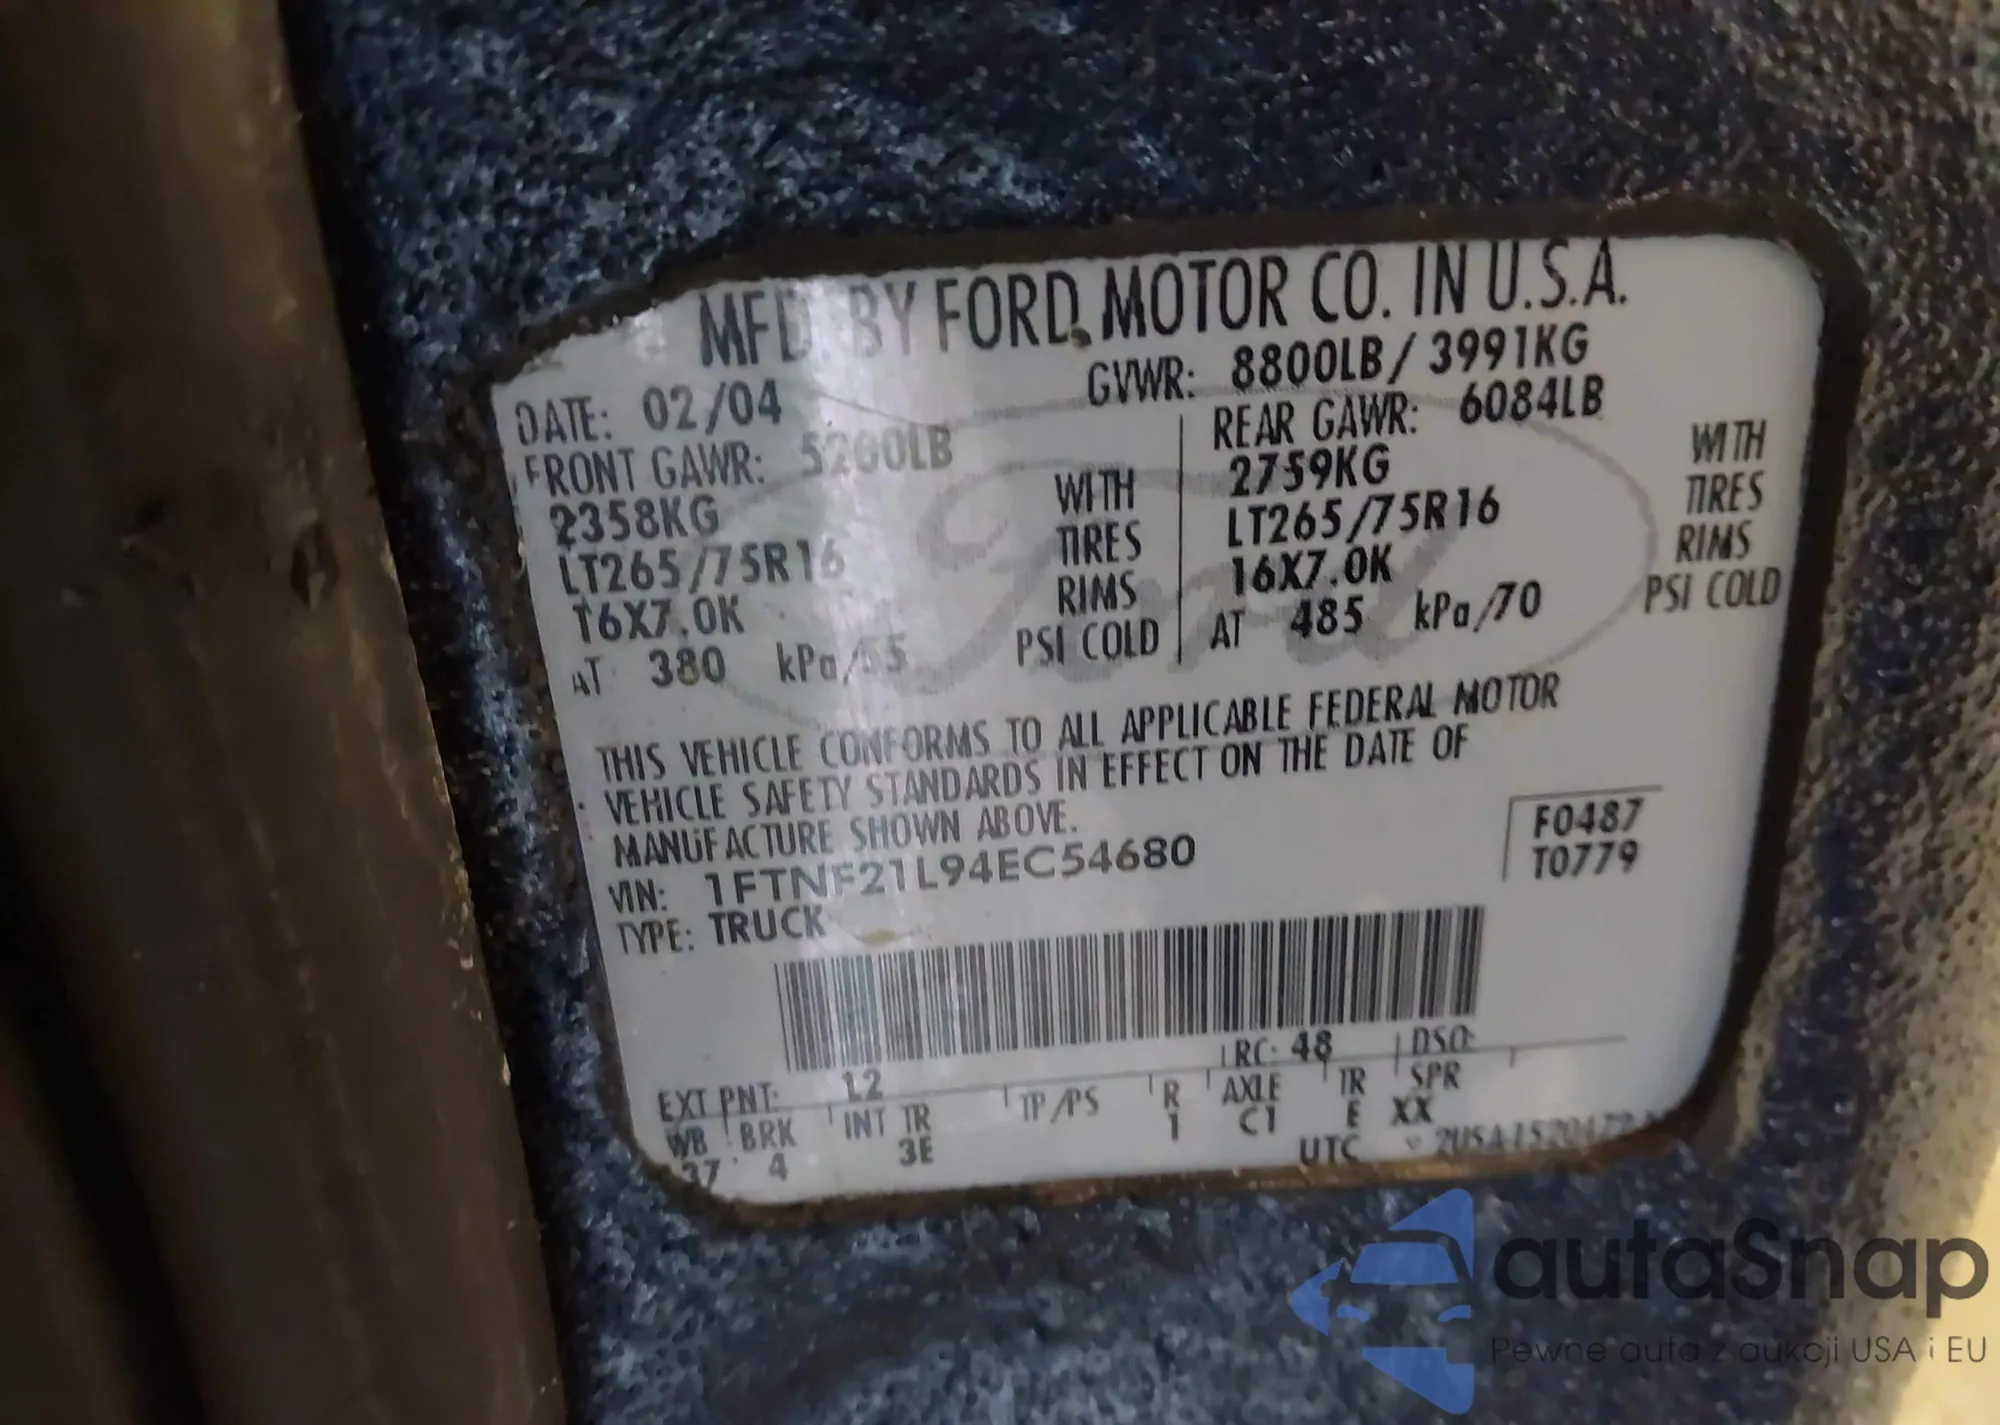 MFD. BY FORD MOTOR CO. IN U.S.A.
DATE: 02/04 GVWR: 8800LB / 3991KG
FRONT GAWR: 5200LB REAR GAWR: 6084LB
2358KG WITH 2759KG WITH
LT265/75R16 TIRES LT265/75R16 TIRES
16X7.0K RIMS 16X7.0K RIMS
AT 380 kPa/55 PSI COLD AT 485 kPa/70 PSI COLD
Ford
THIS VEHICLE CONFORMS TO ALL APPLICABLE FEDERAL MOTOR
VEHICLE SAFETY STANDARDS IN EFFECT ON THE DATE OF
MANUFACTURE SHOWN ABOVE.
VIN: 1FTNF21L94EC54680
F0487
T0779
TYPE: TRUCK
EXT PNT: L2 RC: 48 DSO:
WB BRK INT TR TP/PS R AXLE TR SPR
37 4 3E 1 C1 E XX
UTC
autaSnap
Pewne auta z aukcji USA i EU